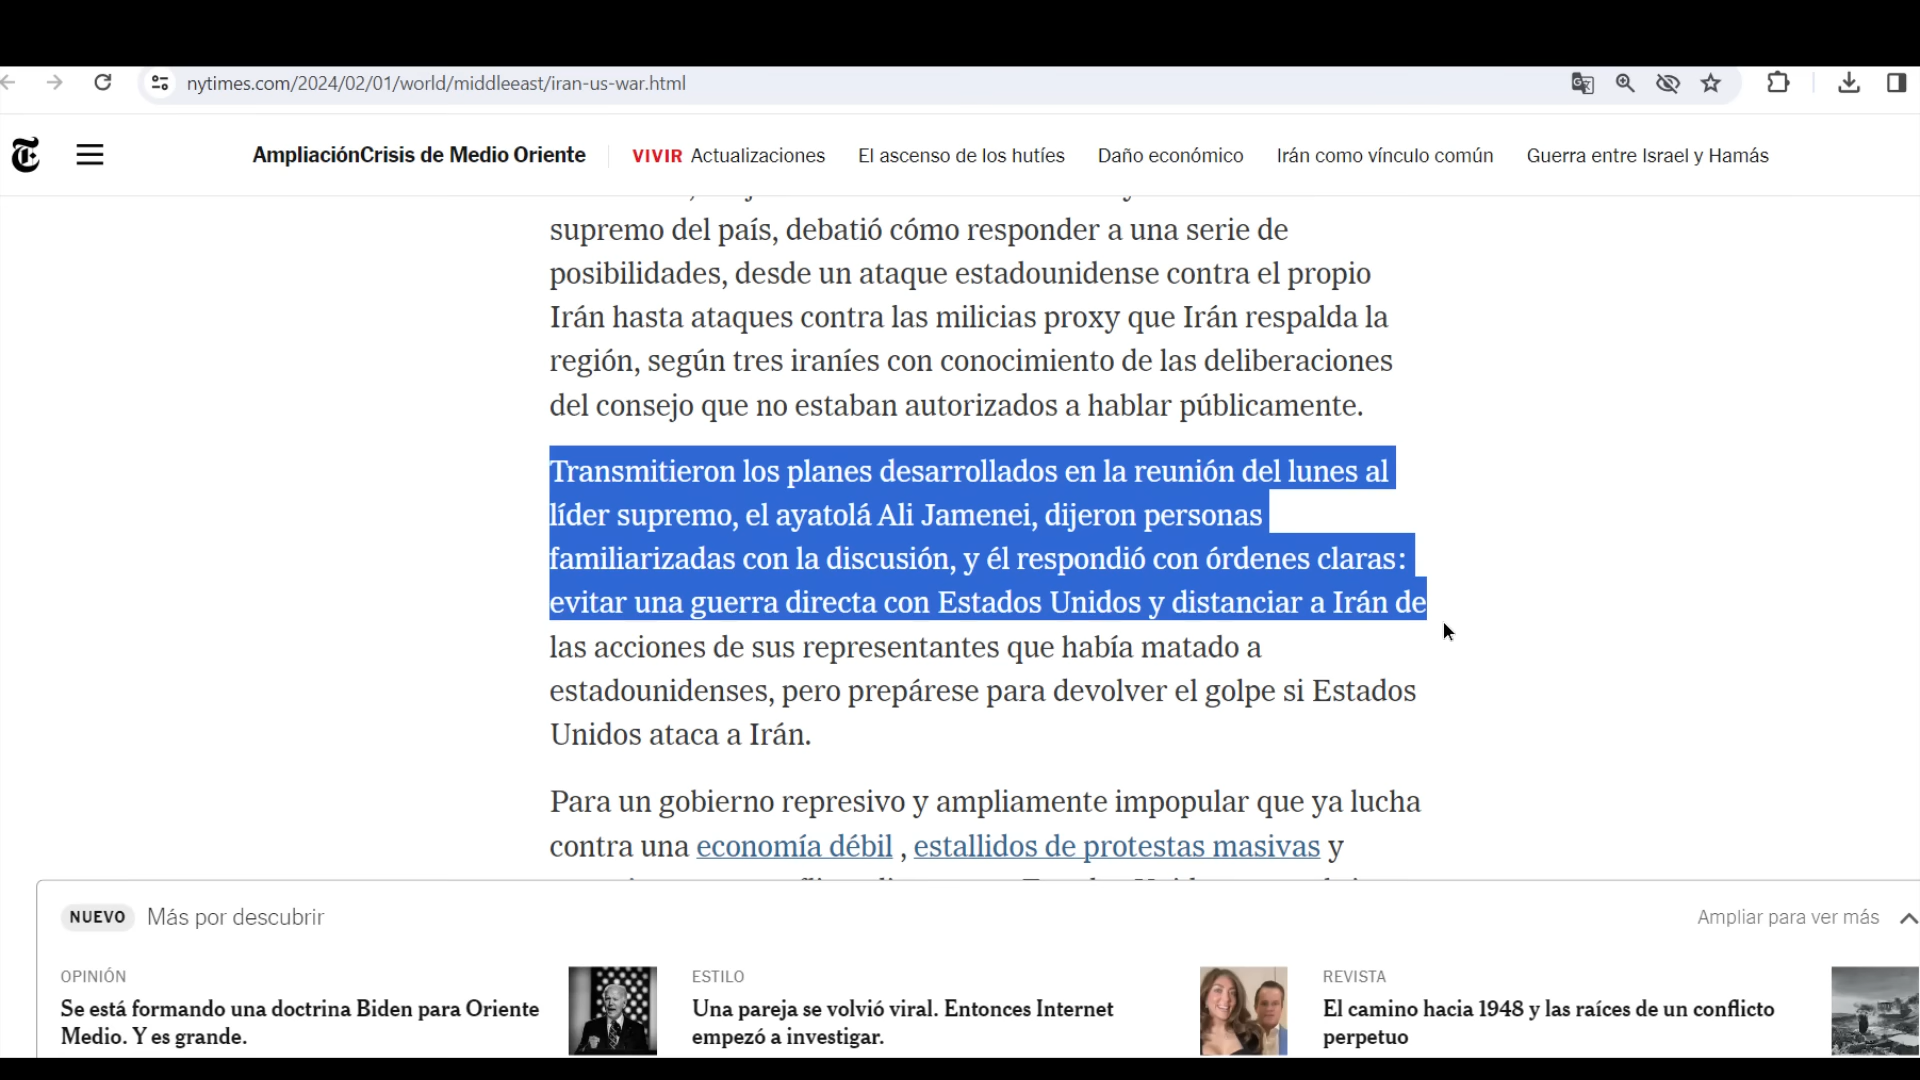 nytimes.com/2024/02/01/world/middleeast/iran-us-war.html
AmpliaciónCrisis de Medio Oriente
VIVIR Actualizaciones
El ascenso de los hutíes
Daño económico
Irán como vínculo común
Guerra entre Israel y Hamás
supremo del país, debatió cómo responder a una serie de
posibilidades, desde un ataque estadounidense contra el propio
Irán hasta ataques contra las milicias proxy que Irán respalda la
región, según tres iraníes con conocimiento de las deliberaciones
del consejo que no estaban autorizados a hablar públicamente.
Transmitieron los planes desarrollados en la reunión del lunes al
líder supremo, el ayatolá Ali Jamenei, dijeron personas
familiarizadas con la discusión, y él respondió con órdenes claras:
evitar una guerra directa con Estados Unidos y distanciar a Irán de
las acciones de sus representantes que había matado a
estadounidenses, pero prepárese para devolver el golpe si Estados
Unidos ataca a Irán.
Para un gobierno represivo y ampliamente impopular que ya lucha
contra una economía débil , estallidos de protestas masivas y
NUEVO Más por descubrir
Ampliar para ver más
OPINIÓN
Se está formando una doctrina Biden para Oriente
Medio. Y es grande.
ESTILO
Una pareja se volvió viral. Entonces Internet
empezó a investigar.
REVISTA
El camino hacia 1948 y las raíces de un conflicto
perpetuo